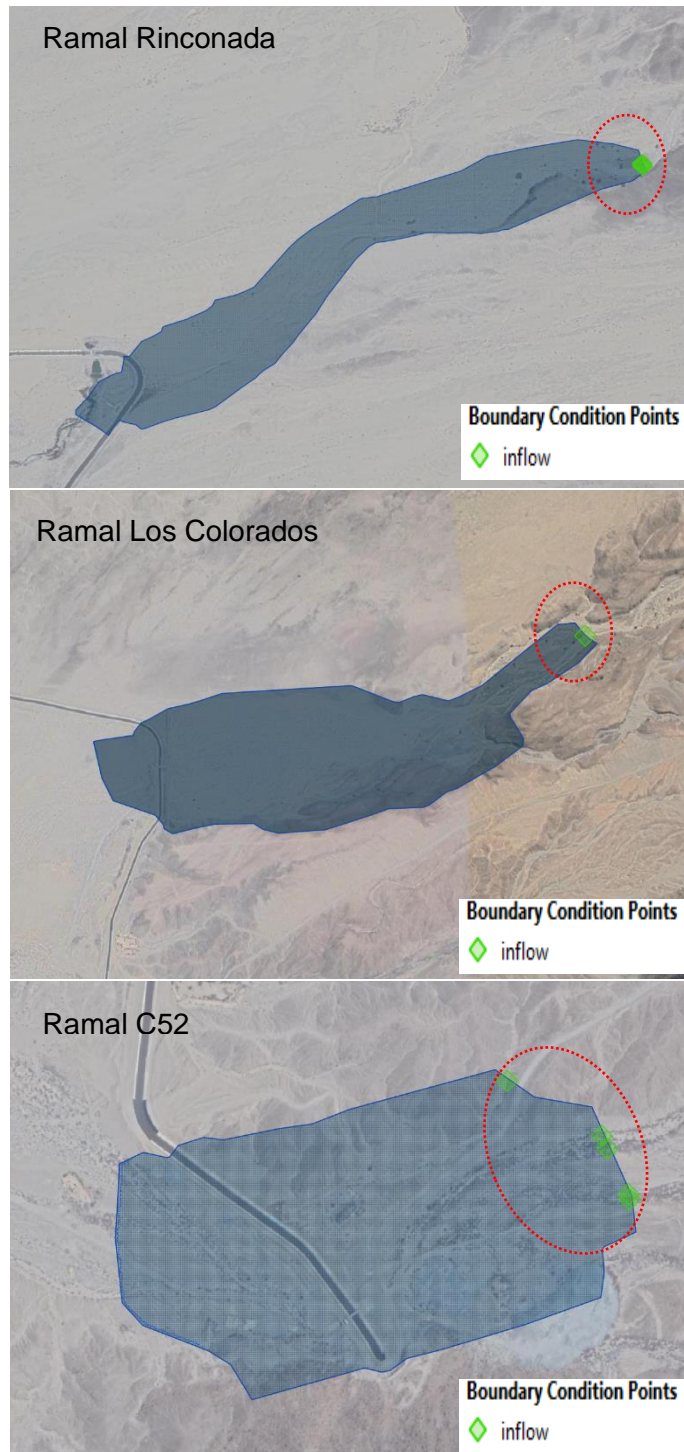 Ramal Rinconada
Boundary Condition Points
inflow
Ramal Los Colorados
Boundary Condition Points
inflow
Ramal C52
Boundary Condition Points
inflow